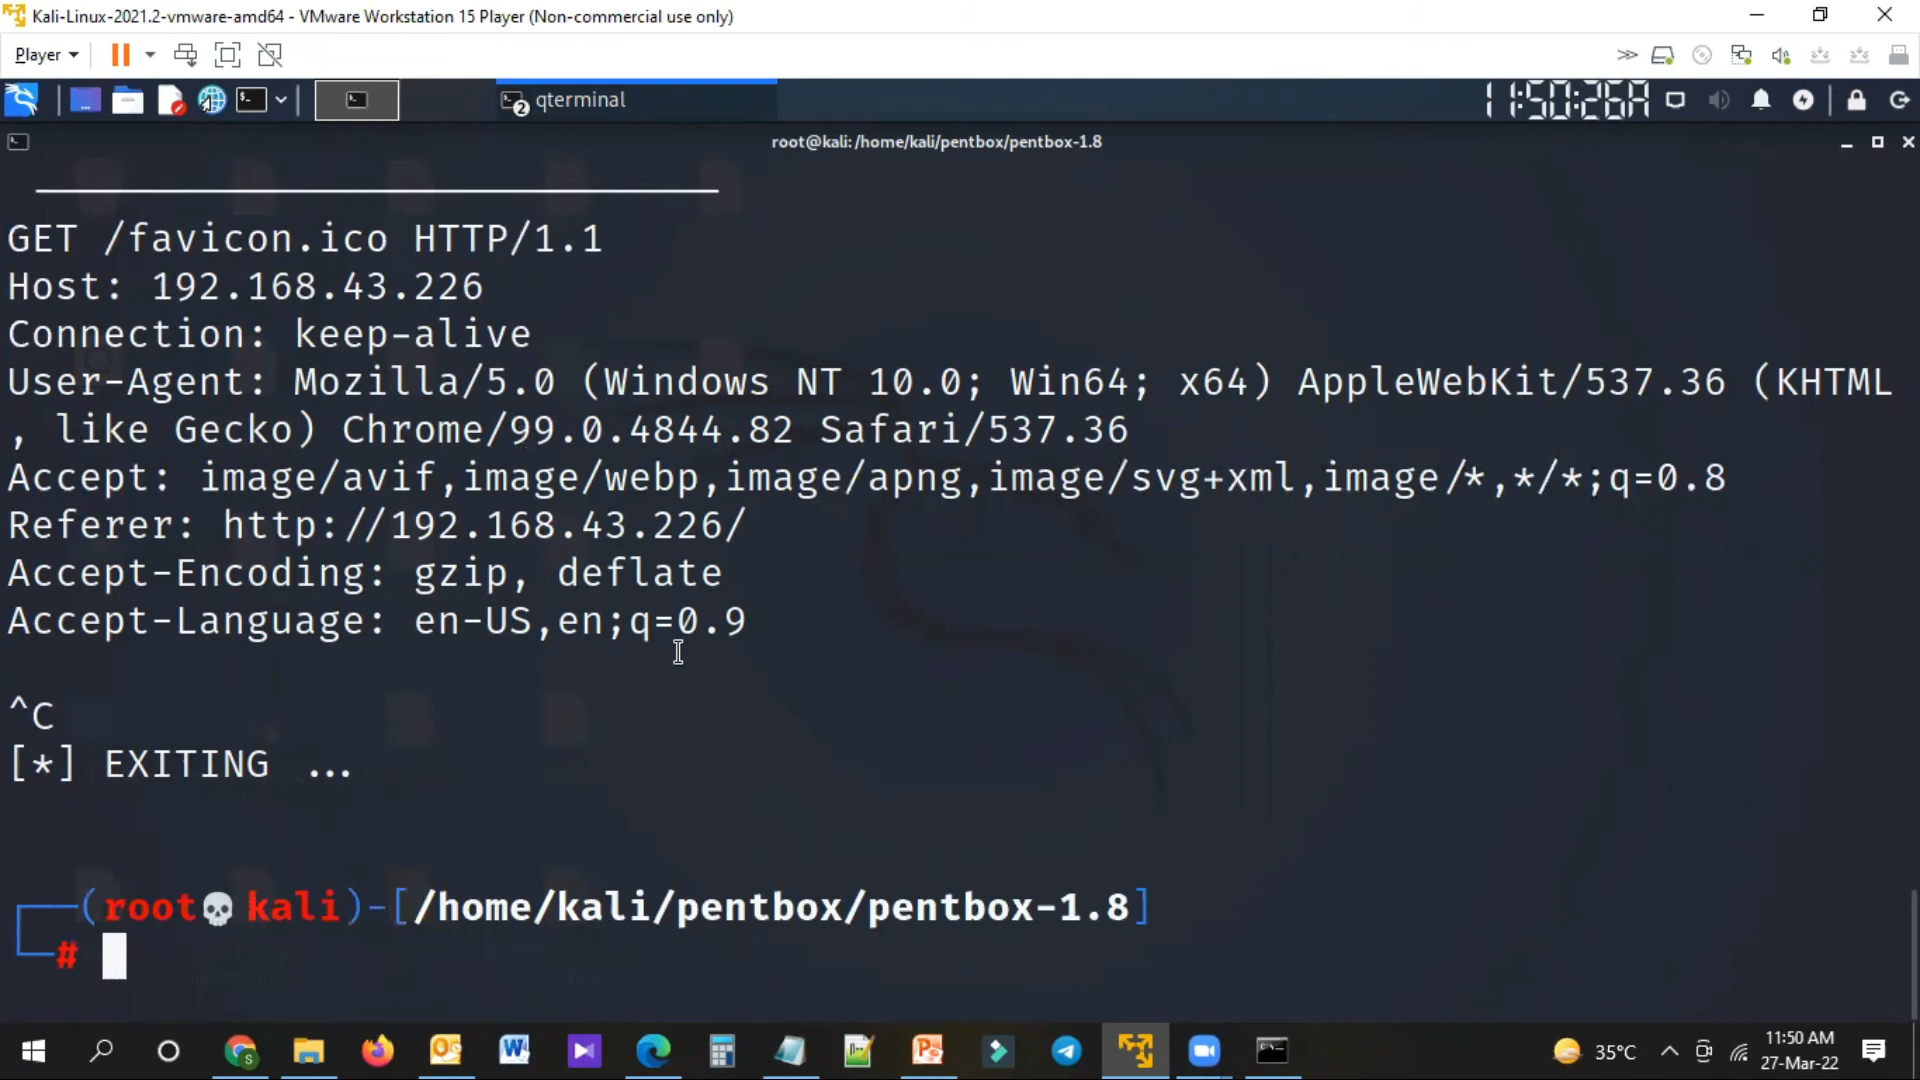 Kali-Linux-2021.2-vmware-amd64 - VMware Workstation 15 Player (Non-commercial use only)
Player
2 qterminal
11:50:26A
root@kali: /home/kali/pentbox/pentbox-1.8
GET /favicon.ico HTTP/1.1
Host: 192.168.43.226
Connection: keep-alive
User-Agent: Mozilla/5.0 (Windows NT 10.0; Win64; x64) AppleWebKit/537.36 (KHTML
, like Gecko) Chrome/99.0.4844.82 Safari/537.36
Accept: image/avif,image/webp,image/apng,image/svg+xml,image/*,*/*;q=0.8
Referer: http://192.168.43.226/
Accept-Encoding: gzip, deflate
Accept-Language: en-US,en;q=0.9
^C
[*] EXITING ...
(root💀kali)-[/home/kali/pentbox/pentbox-1.8]
#
35°C
11:50 AM
27-Mar-22